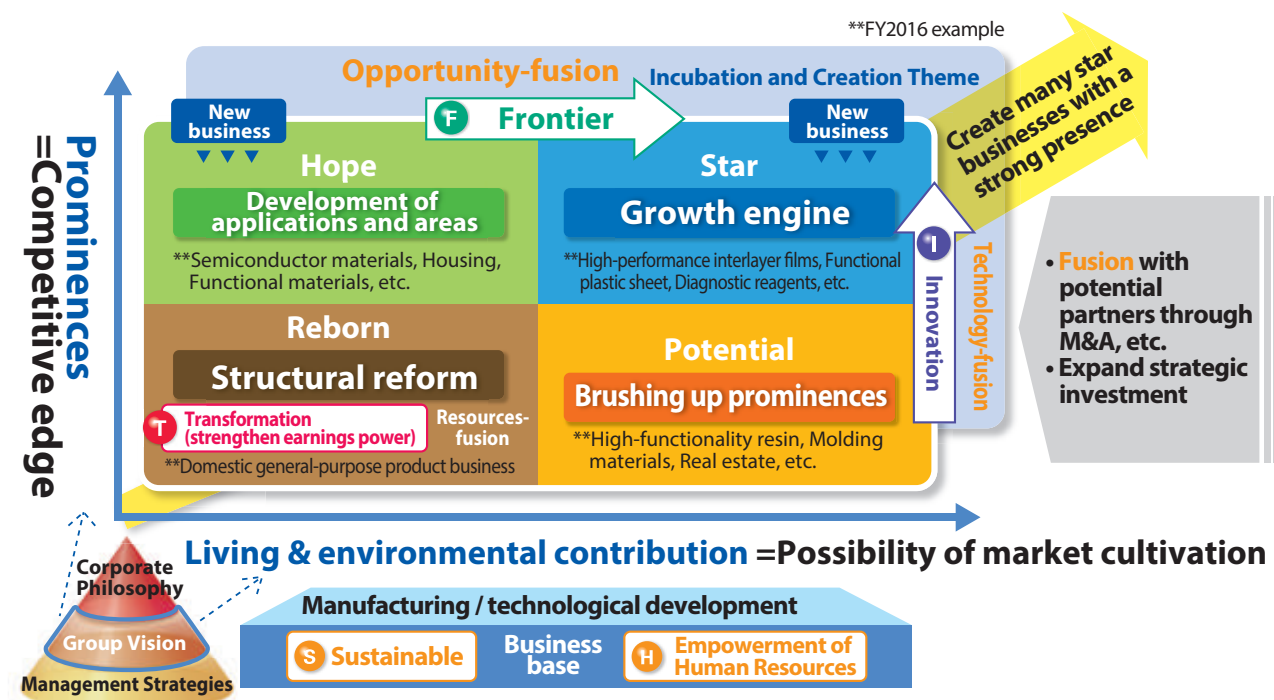 **FY2016 example
Opportunity-fusion
Incubation and Creation Theme
New
business
F Frontier
New
business
Create many star
businesses with a
strong presence
Prominences
=Competitive edge
Hope
Development of
applications and areas
**Semiconductor materials, Housing,
Functional materials, etc.
Star
Growth engine
**High-performance interlayer films, Functional
plastic sheet, Diagnostic reagents, etc.
I Innovation
Technology-fusion
• Fusion with
potential
partners through
M&A, etc.
• Expand strategic
investment
Reborn
Structural reform
T Transformation
(strengthen earnings power)
Resources-
fusion
**Domestic general-purpose product business
Potential
Brushing up prominences
**High-functionality resin, Molding
materials, Real estate, etc.
Living & environmental contribution =Possibility of market cultivation
Corporate
Philosophy
Group Vision
Management Strategies
Manufacturing / technological development
S Sustainable
Business
base
H Empowerment of
Human Resources